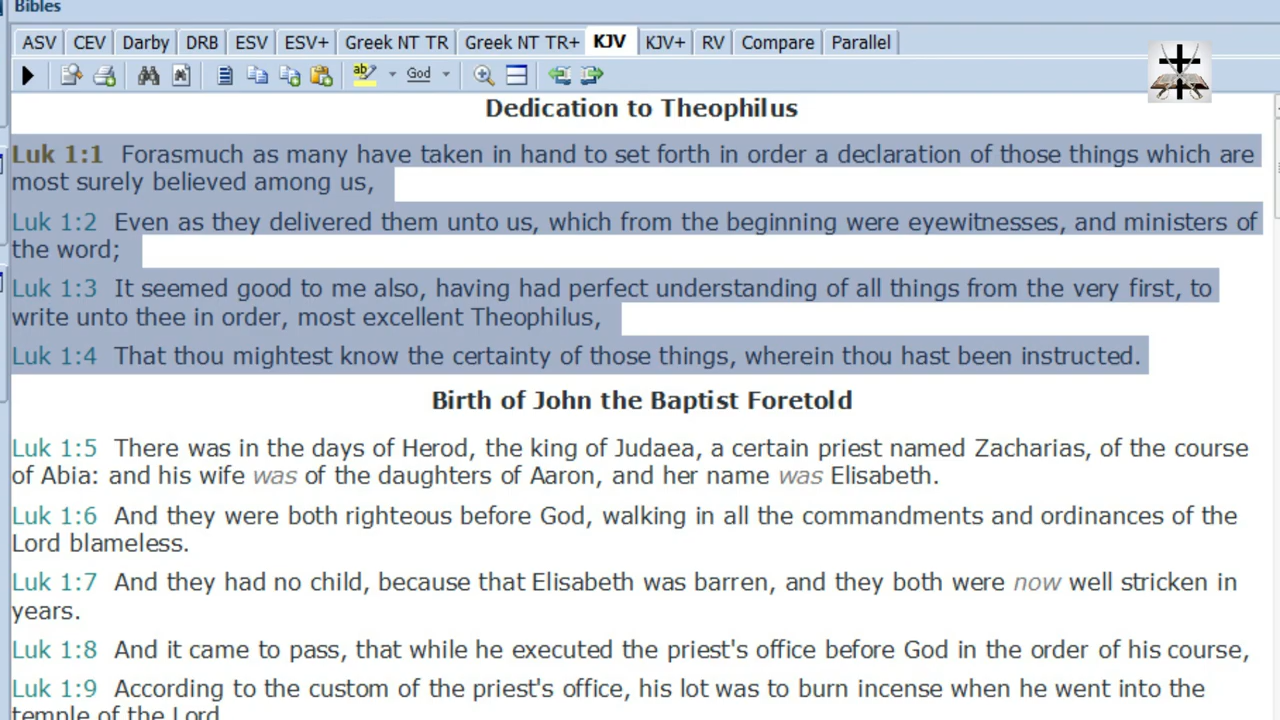 Bibles
ASV CEV Darby DRB ESV ESV+ Greek NT TR Greek NT TR+ KJV KJV+ RV Compare Parallel
ab God
Dedication to Theophilus
Luk 1:1 Forasmuch as many have taken in hand to set forth in order a declaration of those things which are
most surely believed among us,
Luk 1:2 Even as they delivered them unto us, which from the beginning were eyewitnesses, and ministers of
the word;
Luk 1:3 It seemed good to me also, having had perfect understanding of all things from the very first, to
write unto thee in order, most excellent Theophilus,
Luk 1:4 That thou mightest know the certainty of those things, wherein thou hast been instructed.
Birth of John the Baptist Foretold
Luk 1:5 There was in the days of Herod, the king of Judaea, a certain priest named Zacharias, of the course
of Abia: and his wife was of the daughters of Aaron, and her name was Elisabeth.
Luk 1:6 And they were both righteous before God, walking in all the commandments and ordinances of the
Lord blameless.
Luk 1:7 And they had no child, because that Elisabeth was barren, and they both were now well stricken in
years.
Luk 1:8 And it came to pass, that while he executed the priest's office before God in the order of his course,
Luk 1:9 According to the custom of the priest's office, his lot was to burn incense when he went into the
temple of the Lord